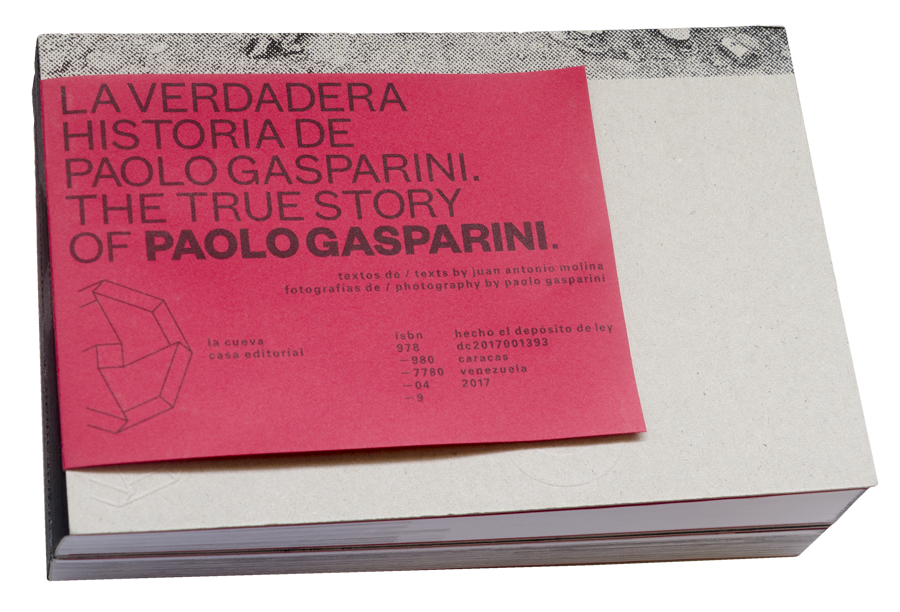 LA VERDADERA
HISTORIA DE
PAOLO GASPARINI.
THE TRUE STORY
OF PAOLO GASPARINI.
textos de / texts by juan antonio molina
fotografías de / photography by paolo gasparini
la cueva
casa editorial
isbn
978
—980
—7780
—04
—9
hecho el depósito de ley
dc2017001393
caracas
venezuela
2017